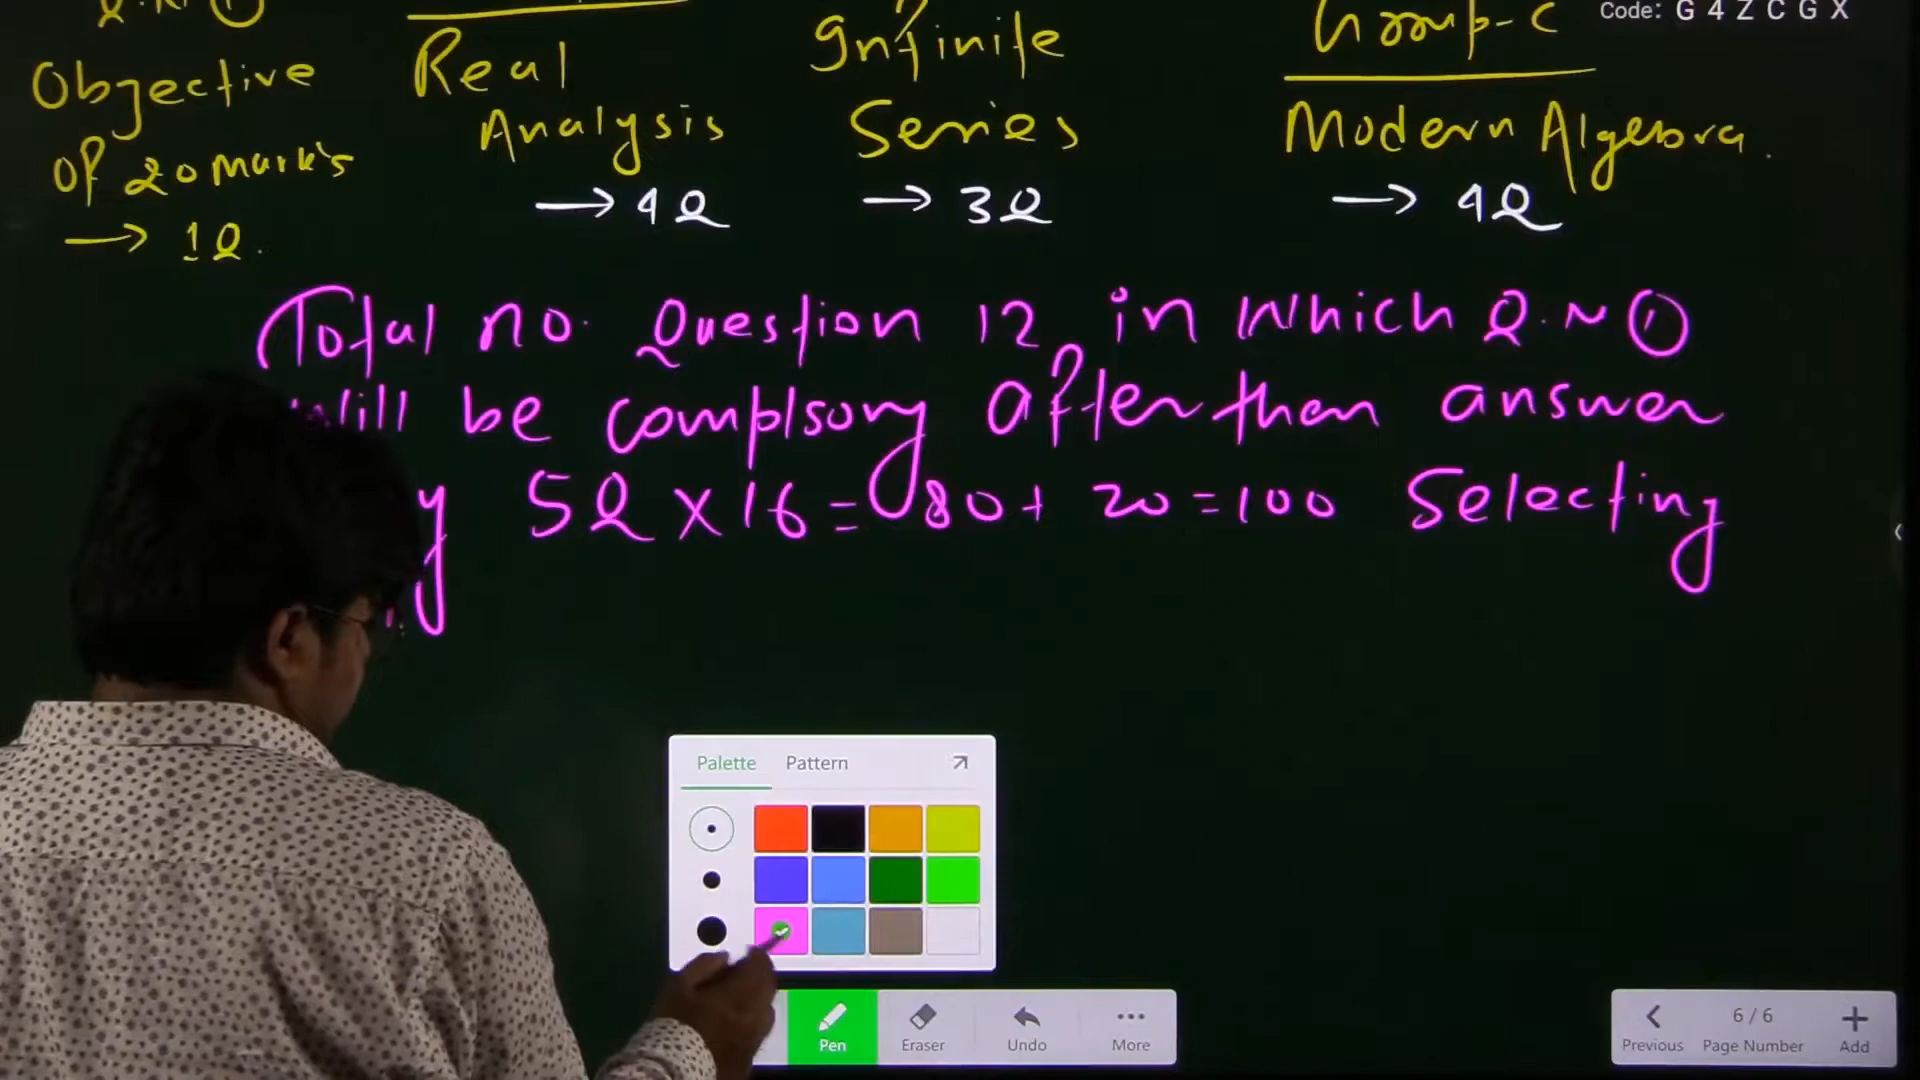 Code: G 4 Z C G X
Group-C
Objective
of 20 Mark's
→ 1Q.
Real
Analysis
→ 4Q
Infinite
Series
→ 3Q
Modern Algebra.
→ 4Q
Total no. Question 12 in Which Q.N ①
will be complsory after than answer
5Q × 16 = 80 + 20 = 100 Selecting
Palette Pattern
Pen
Eraser
Undo
More
Previous
6 / 6
Page Number
Add